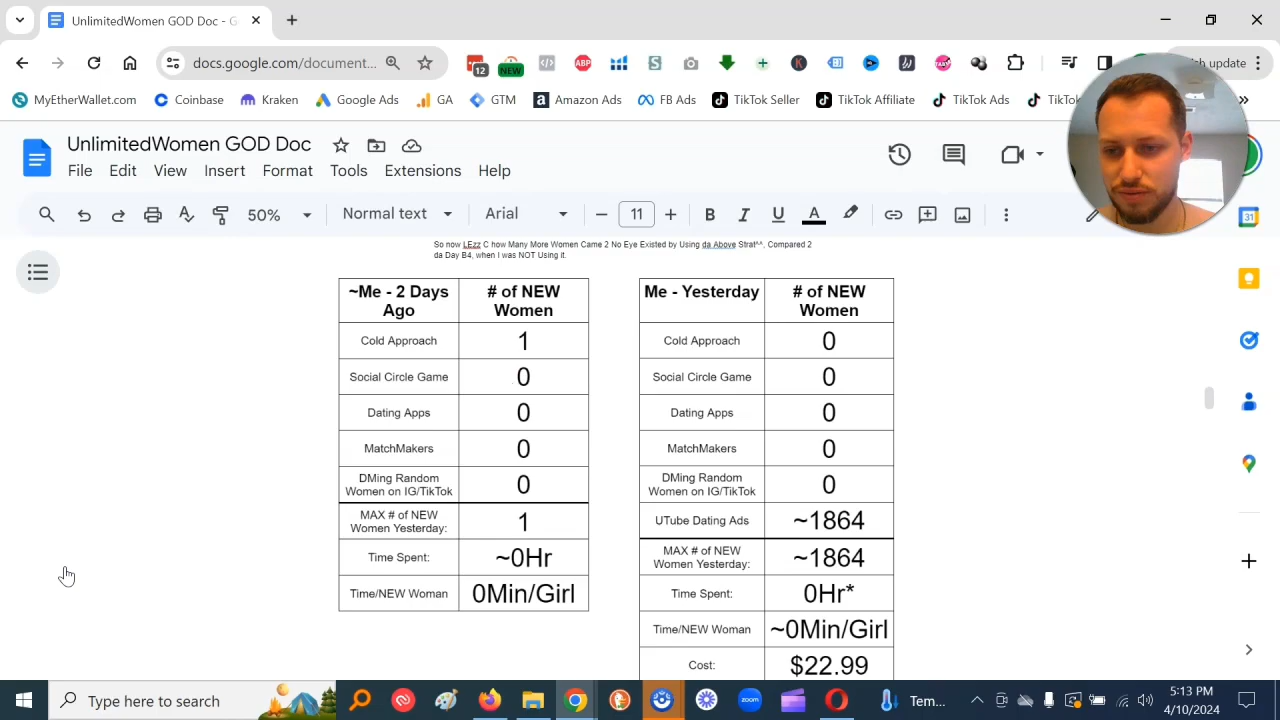 UnlimitedWomen GOD Doc - G
docs.google.com/document...
12
NEW
ABP
ch update
MyEtherWallet.com
Coinbase
Kraken
Google Ads
GA
GTM
Amazon Ads
FB Ads
TikTok Seller
TikTok Affiliate
TikTok Ads
TikTok
UnlimitedWomen GOD Doc
File Edit View Insert Format Tools Extensions Help
50% Normal text Arial 11
So now LEzz C how Many More Women Came 2 No Eye Existed by Using da Above Strat^^, Compared 2
da Day B4, when I was NOT Using it.
~Me - 2 Days Ago # of NEW Women
Cold Approach 1
Social Circle Game 0
Dating Apps 0
MatchMakers 0
DMing Random Women on IG/TikTok 0
MAX # of NEW Women Yesterday: 1
Time Spent: ~0Hr
Time/NEW Woman 0Min/Girl
Me - Yesterday # of NEW Women
Cold Approach 0
Social Circle Game 0
Dating Apps 0
MatchMakers 0
DMing Random Women on IG/TikTok 0
UTube Dating Ads ~1864
MAX # of NEW Women Yesterday: ~1864
Time Spent: 0Hr*
Time/NEW Woman ~0Min/Girl
Cost: $22.99
Type here to search
zoom
Tem...
5:13 PM
4/10/2024